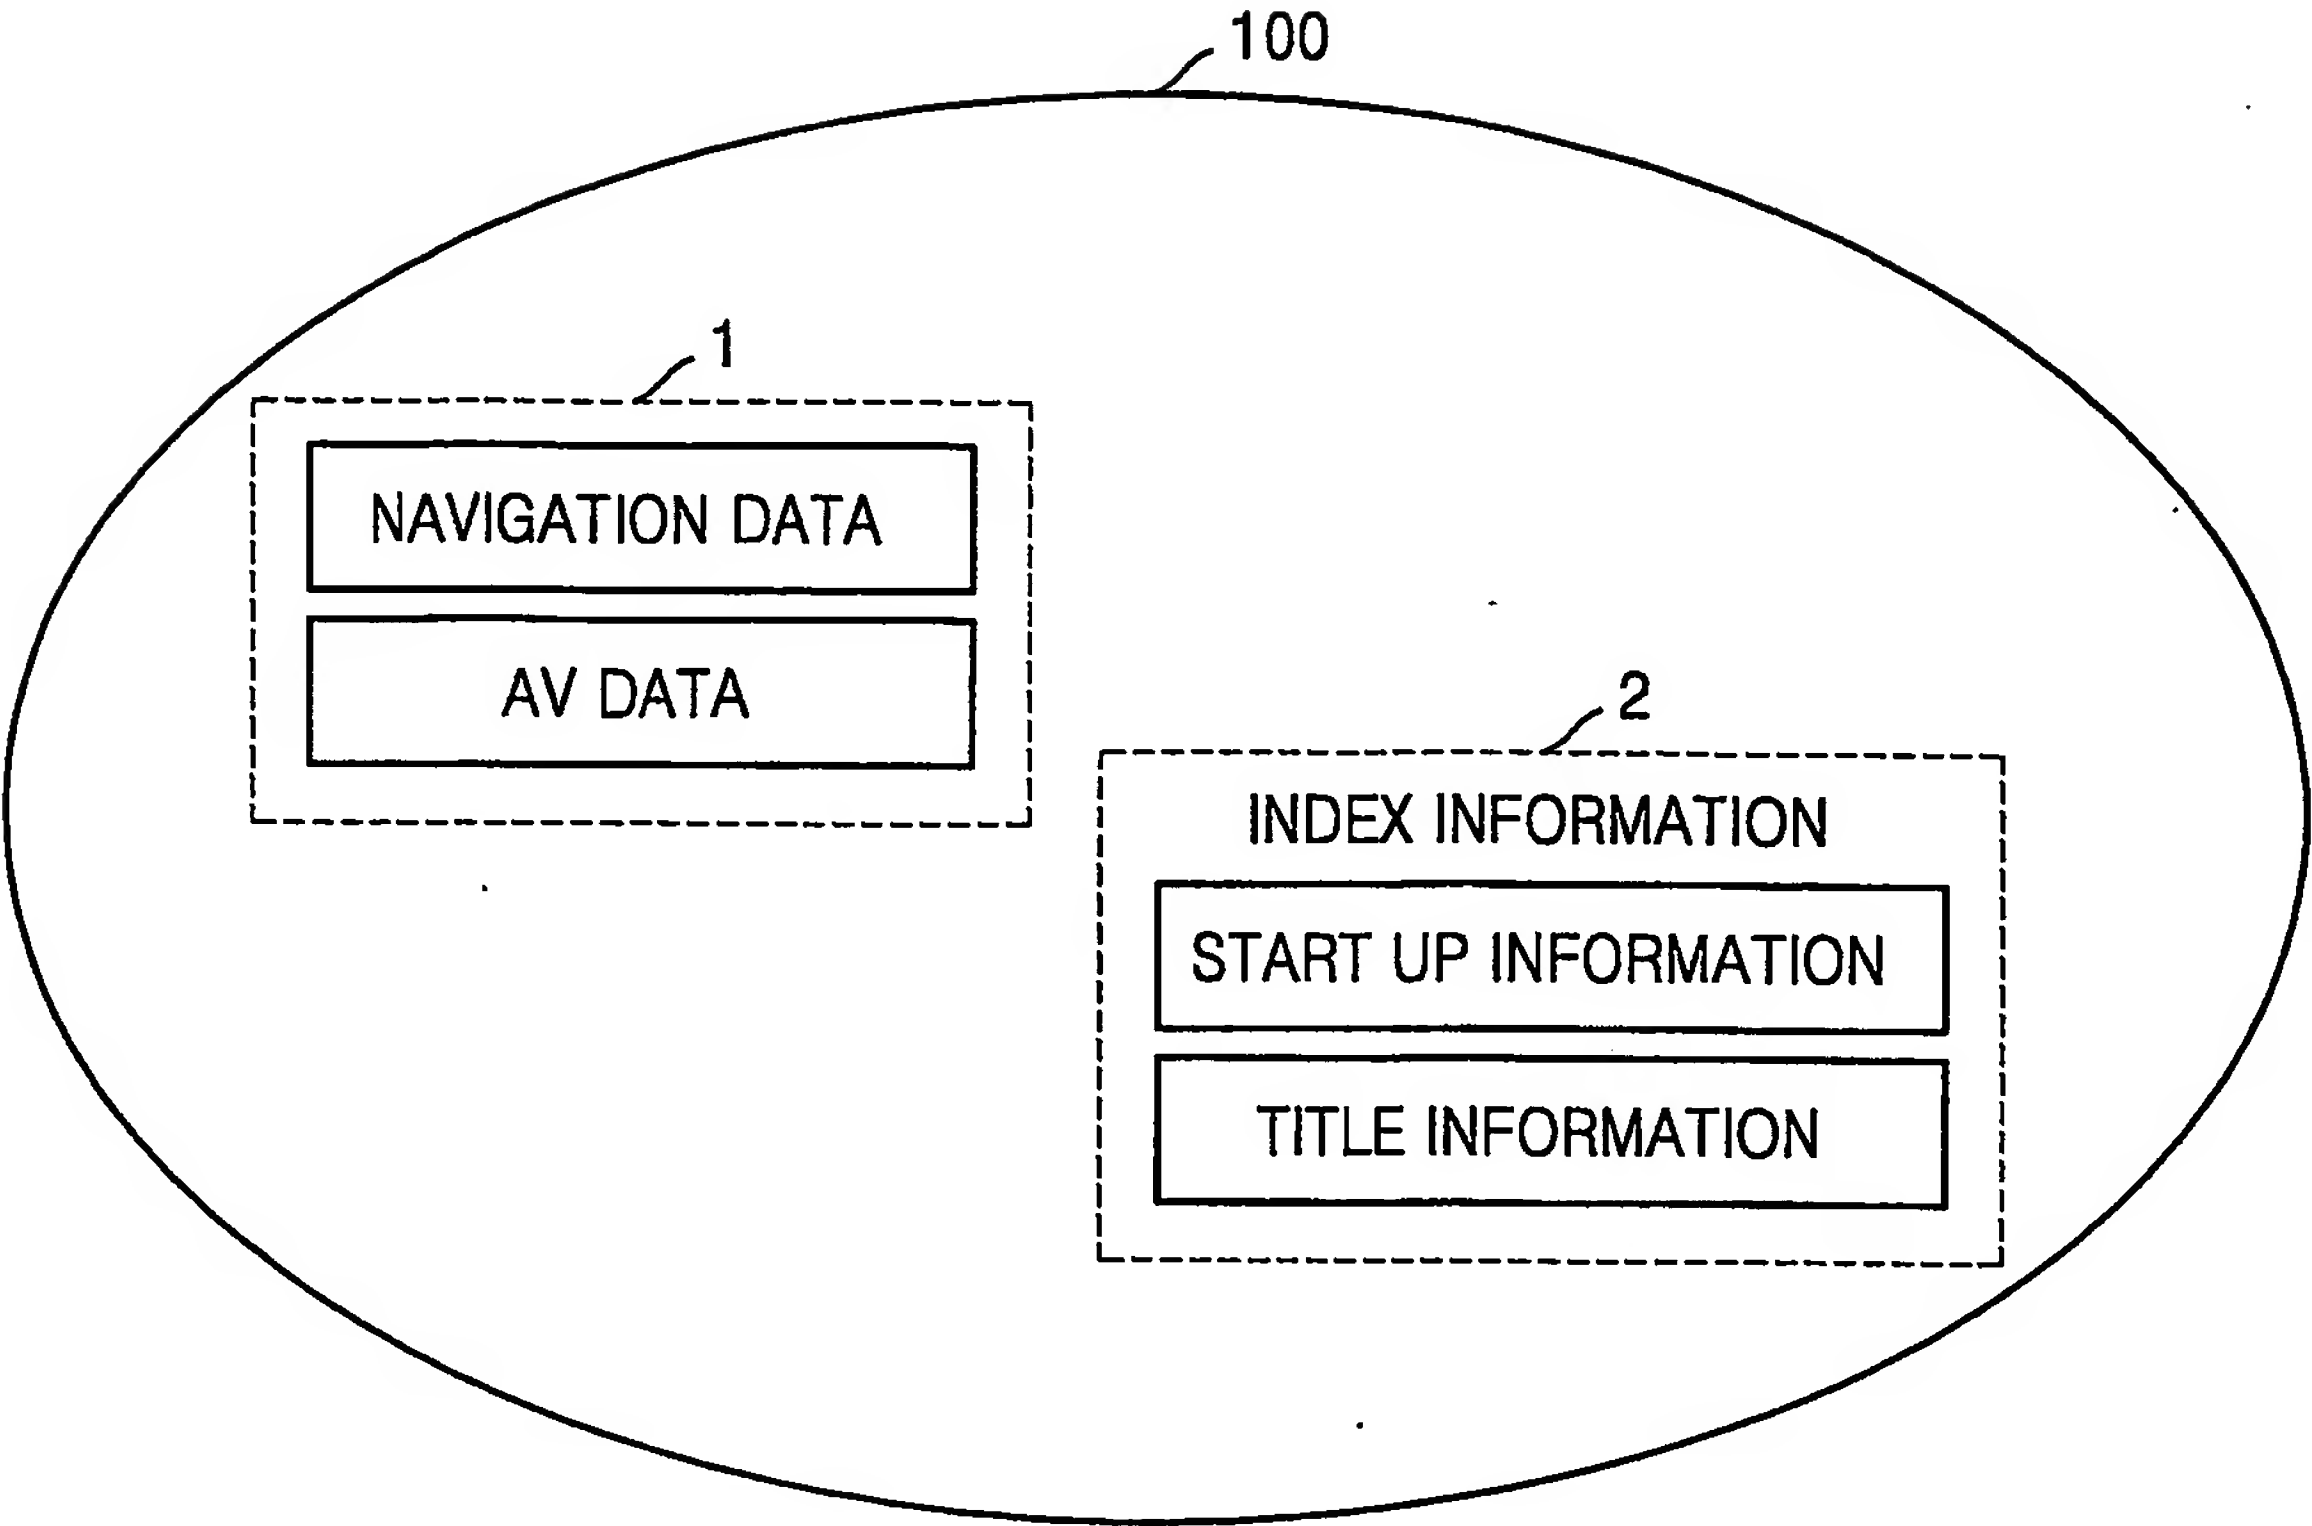 100
1
NAVIGATION DATA
AV DATA
2
INDEX INFORMATION
START UP INFORMATION
TITLE INFORMATION